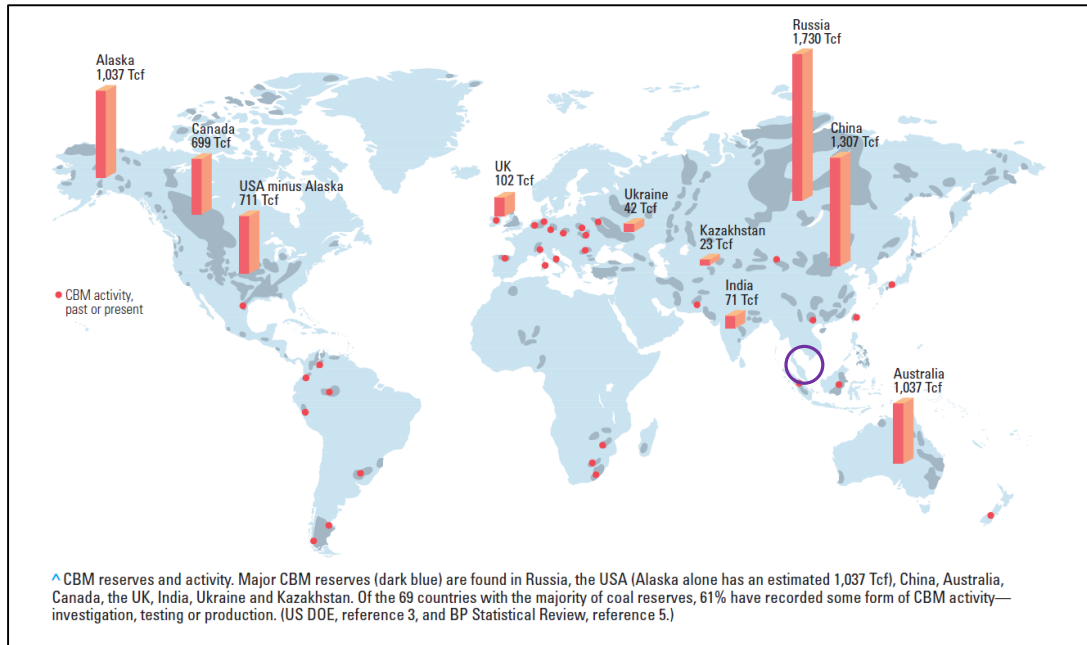 Russia
1,730 Tcf
Alaska
1,037 Tcf
Canada
699 Tcf
China
1,307 Tcf
UK
102 Tcf
USA minus Alaska
711 Tcf
Ukraine
42 Tcf
Kazakhstan
23 Tcf
India
71 Tcf
CBM activity,
past or present
Australia
1,037 Tcf
^ CBM reserves and activity. Major CBM reserves (dark blue) are found in Russia, the USA (Alaska alone has an estimated 1,037 Tcf), China, Australia,
Canada, the UK, India, Ukraine and Kazakhstan. Of the 69 countries with the majority of coal reserves, 61% have recorded some form of CBM activity—
investigation, testing or production. (US DOE, reference 3, and BP Statistical Review, reference 5.)